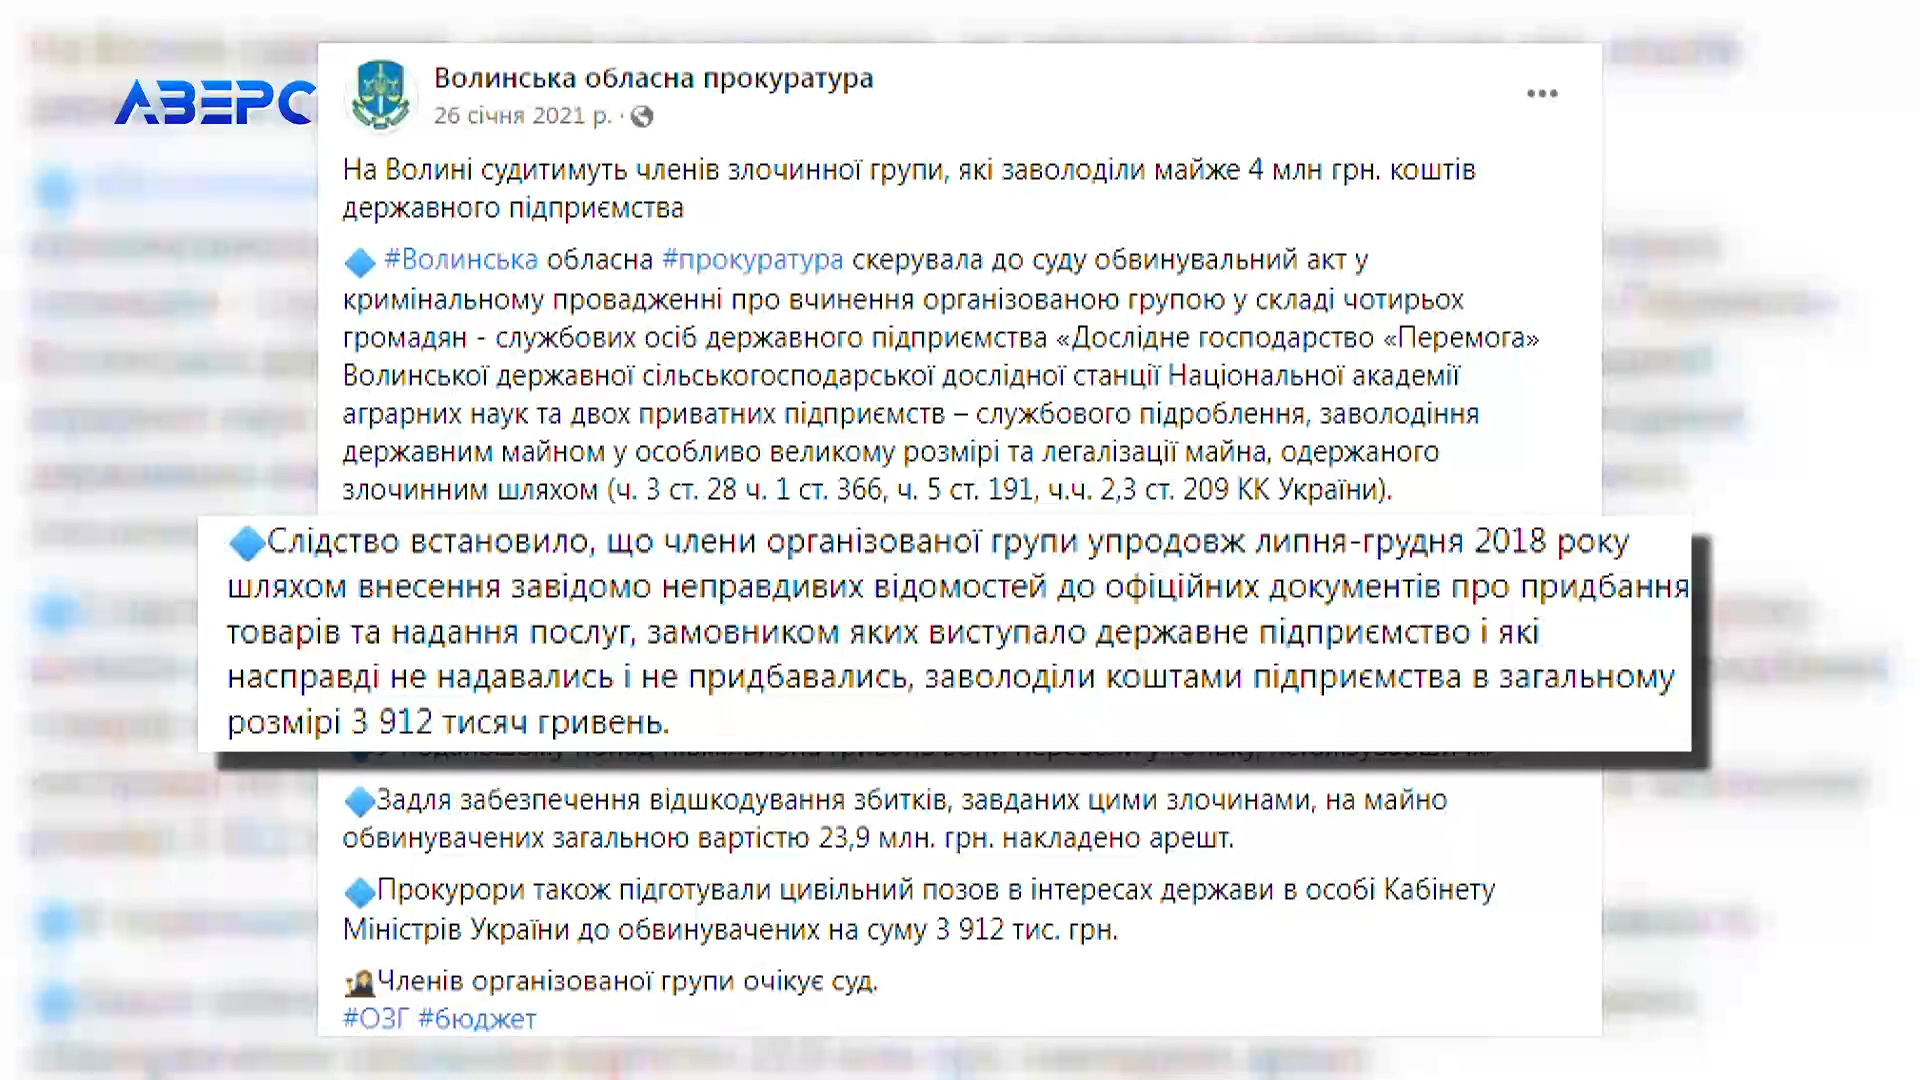 АВЕРС
Волинська обласна прокуратура
26 січня 2021 р. ·
На Волині судитимуть членів злочинної групи, які заволоділи майже 4 млн грн. коштів
державного підприємства
#Волинська обласна #прокуратура скерувала до суду обвинувальний акт у
кримінальному провадженні про вчинення організованою групою у складі чотирьох
громадян - службових осіб державного підприємства «Дослідне господарство «Перемога»
Волинської державної сільськогосподарської дослідної станції Національної академії
аграрних наук та двох приватних підприємств – службового підроблення, заволодіння
державним майном у особливо великому розмірі та легалізації майна, одержаного
злочинним шляхом (ч. 3 ст. 28 ч. 1 ст. 366, ч. 5 ст. 191, ч.ч. 2,3 ст. 209 КК України).
Слідство встановило, що члени організованої групи упродовж липня-грудня 2018 року
шляхом внесення завідомо неправдивих відомостей до офіційних документів про придбання
товарів та надання послуг, замовником яких виступало державне підприємство і які
насправді не надавались і не придбавались, заволоділи коштами підприємства в загальному
розмірі 3 912 тисяч гривень.
Задля забезпечення відшкодування збитків, завданих цими злочинами, на майно
обвинувачених загальною вартістю 23,9 млн. грн. накладено арешт.
Прокурори також підготували цивільний позов в інтересах держави в особі Кабінету
Міністрів України до обвинувачених на суму 3 912 тис. грн.
Членів організованої групи очікує суд.
#ОЗГ #бюджет